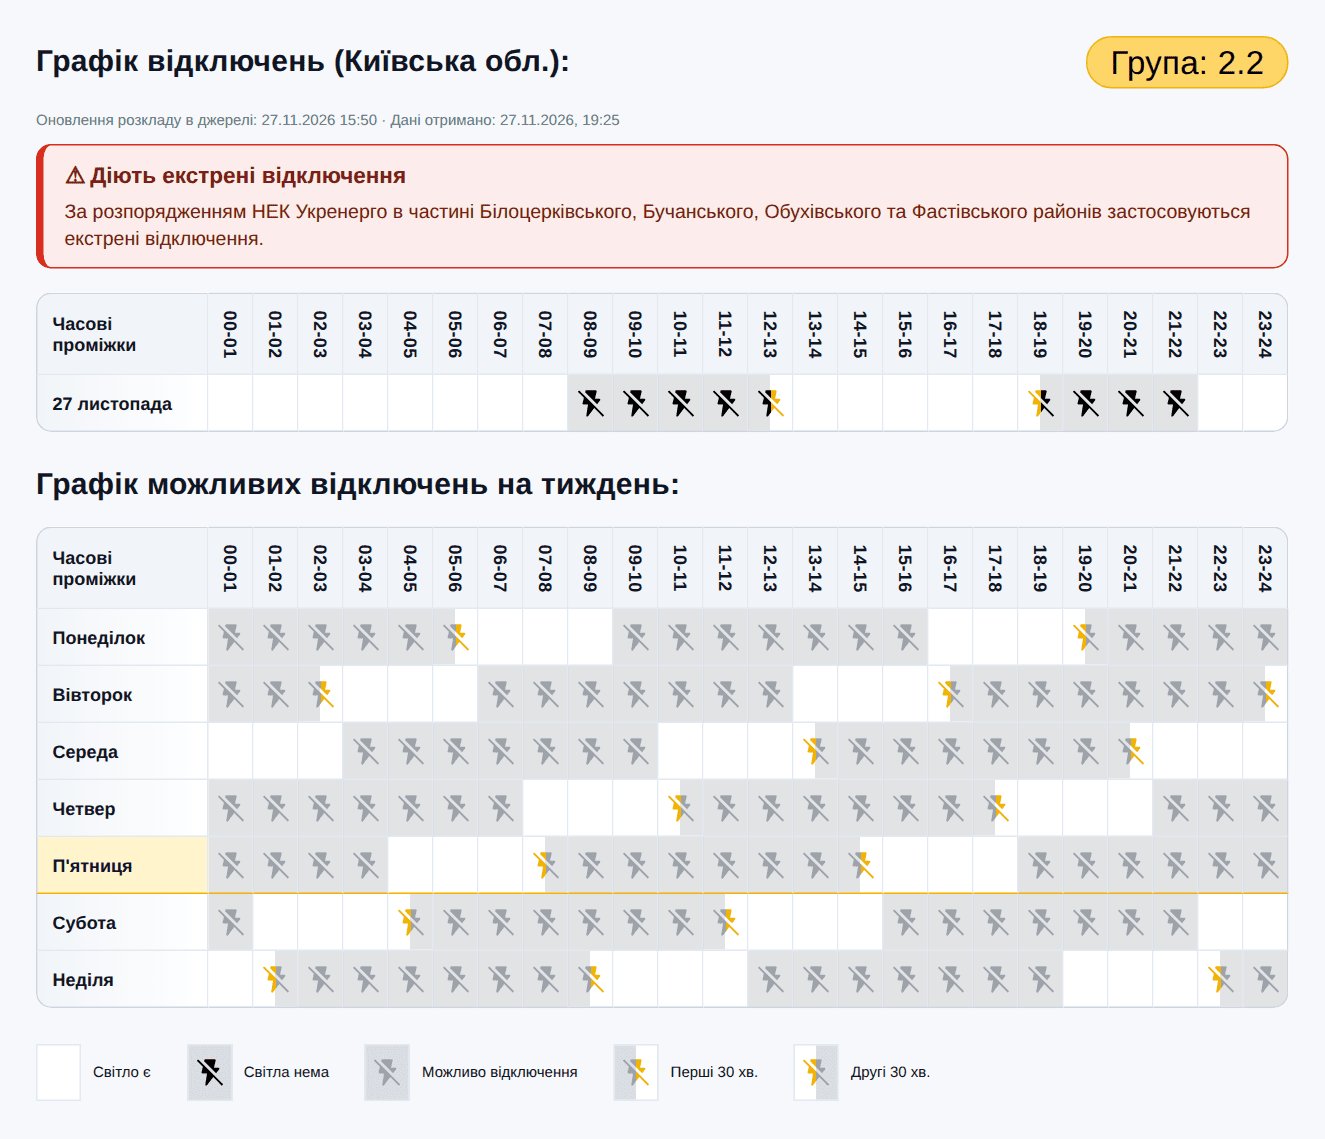 Графік відключень (Київська обл.):
Група: 2.2
Оновлення розкладу в джерелі: 27.11.2026 15:50 · Дані отримано: 27.11.2026, 19:25
⚠ Діють екстрені відключення
За розпорядженням НЕК Укренерго в частині Білоцерківського, Бучанського, Обухівського та Фастівського районів застосовуються
екстрені відключення.
Часові
проміжки
00-01 01-02 02-03 03-04 04-05 05-06 06-07 07-08 08-09 09-10 10-11 11-12 12-13 13-14 14-15 15-16 16-17 17-18 18-19 19-20 20-21 21-22 22-23 23-24
27 листопада
Графік можливих відключень на тиждень:
Часові
проміжки
00-01 01-02 02-03 03-04 04-05 05-06 06-07 07-08 08-09 09-10 10-11 11-12 12-13 13-14 14-15 15-16 16-17 17-18 18-19 19-20 20-21 21-22 22-23 23-24
Понеділок
Вівторок
Середа
Четвер
П'ятниця
Субота
Неділя
Світло є
Світла нема
Можливо відключення
Перші 30 хв.
Другі 30 хв.